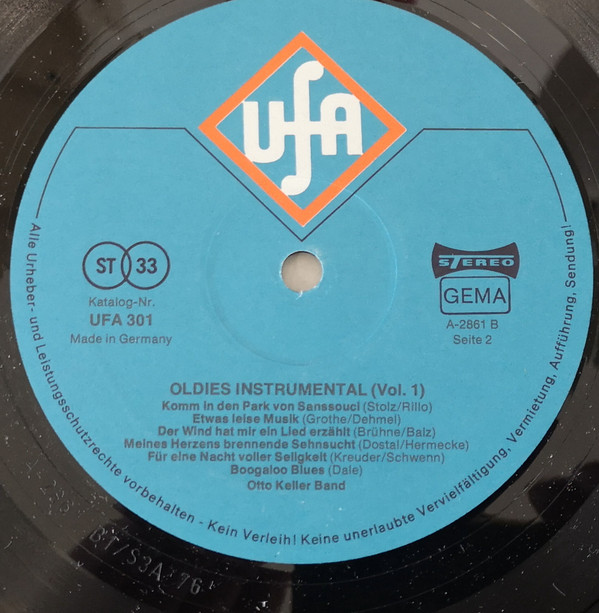 UfA
ST 33
Katalog-Nr.
UFA 301
Made in Germany
STEREO
GEMA
A-2861 B
Seite 2
OLDIES INSTRUMENTAL (Vol. 1)
Komm in den Park von Sanssouci (Stolz/Rillo)
Etwas leise Musik (Grothe/Dehmel)
Der Wind hat mir ein Lied erzählt (Brühne/Balz)
Meines Herzens brennende Sehnsucht (Dostal/Hermecke)
Für eine Nacht voller Seligkeit (Kreuder/Schwenn)
Boogaloo Blues (Dale)
Otto Keller Band
Alle Urheber- und Leistungsschutzrechte vorbehalten - Kein Verleih! Keine unerlaubte Vervielfältigung, Vermietung, Aufführung, Sendung!
BT/S3A '76